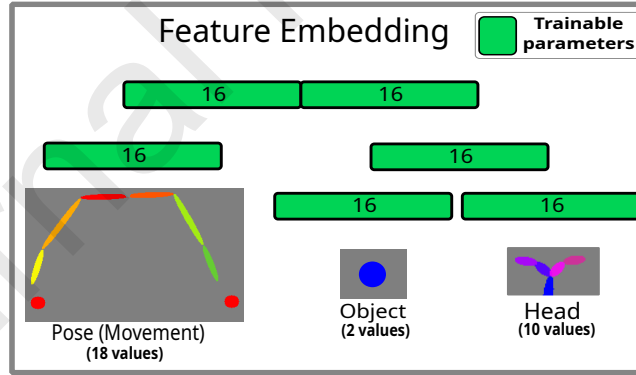 Feature Embedding
Trainable
parameters
16 16
16 16
16 16
Pose (Movement)
(18 values)
Object
(2 values)
Head
(10 values)